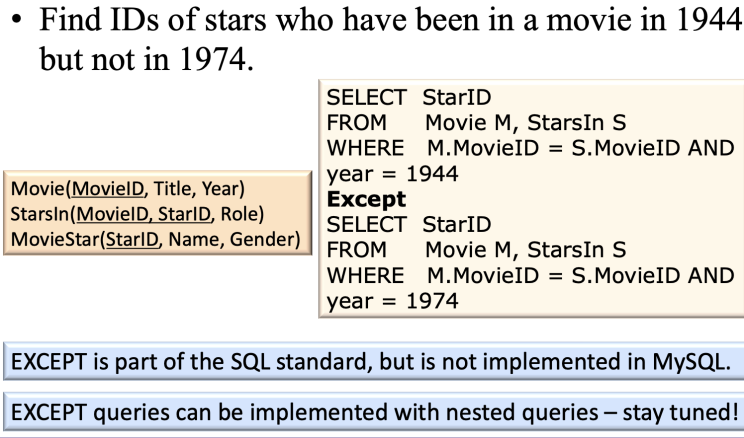 • Find IDs of stars who have been in a movie in 1944
but not in 1974.
SELECT StarID
FROM Movie M, StarsIn S
WHERE M.MovieID = S.MovieID AND
year = 1944
Except
SELECT StarID
FROM Movie M, StarsIn S
WHERE M.MovieID = S.MovieID AND
year = 1974
Movie(MovieID, Title, Year)
StarsIn(MovieID, StarID, Role)
MovieStar(StarID, Name, Gender)
EXCEPT is part of the SQL standard, but is not implemented in MySQL.
EXCEPT queries can be implemented with nested queries – stay tuned!